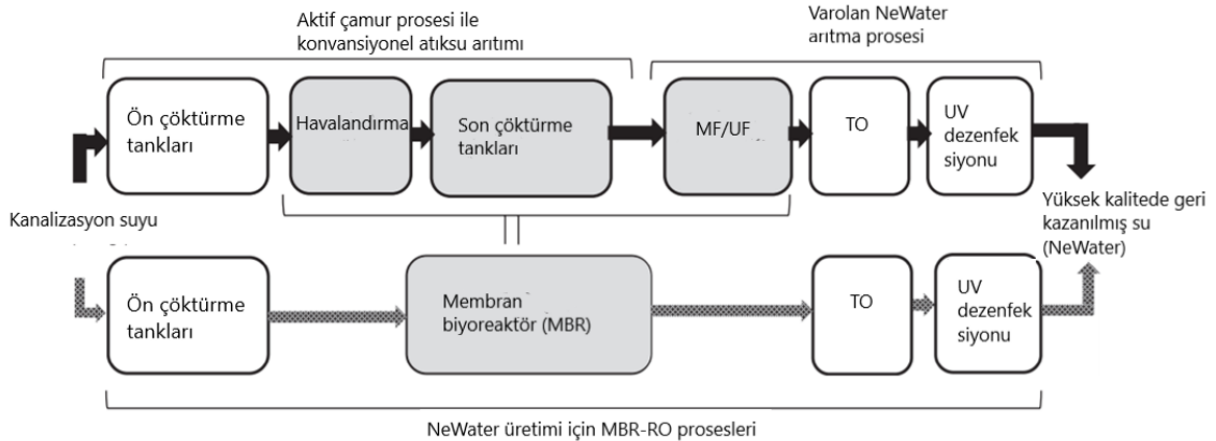 Aktif çamur prosesi ile
konvansiyonel atıksu arıtımı
Varolan NeWater
arıtma prosesi
Ön çöktürme
tankları
Havalandırma
Son çöktürme
tankları
MF/UF
TO
UV
dezenfek
siyonu
Kanalizasyon suyu
Yüksek kalitede geri
kazanılmış su
(NeWater)
Ön çöktürme
tankları
Membran
biyoreaktör (MBR)
TO
UV
dezenfek
siyonu
NeWater üretimi için MBR-RO prosesleri